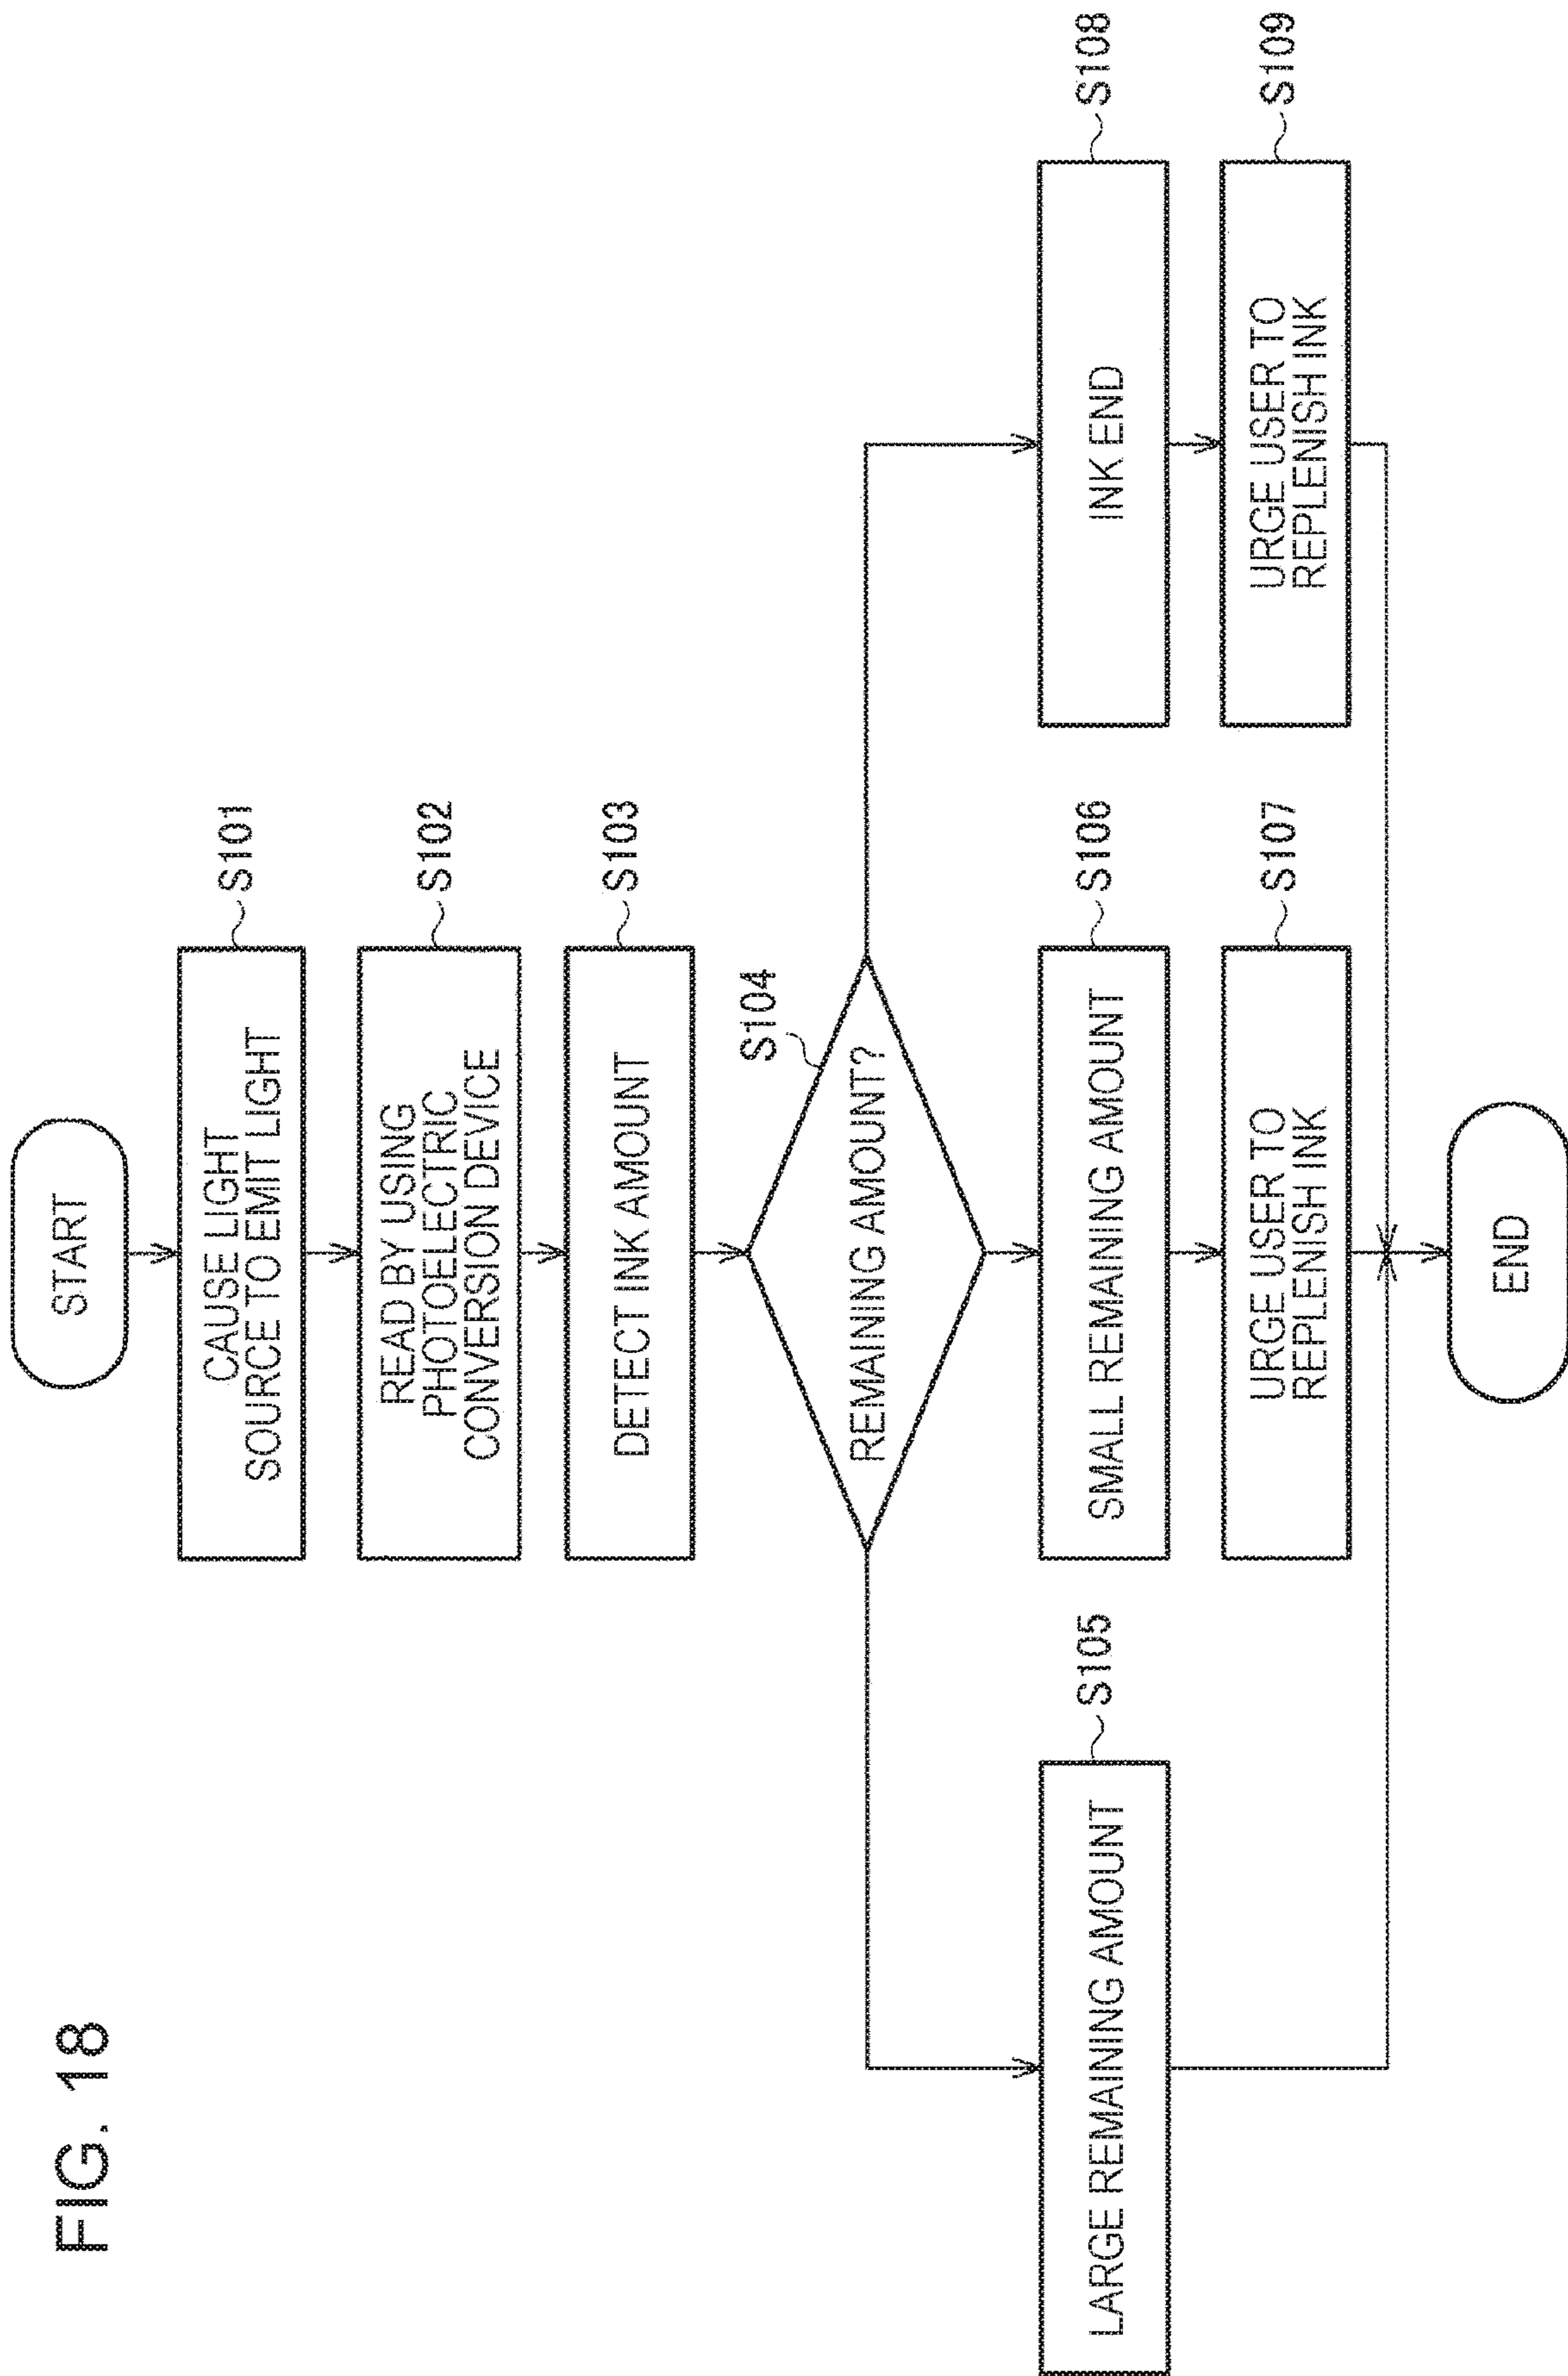 FIG. 18
START
CAUSE LIGHT
SOURCE TO EMIT LIGHT
S101
READ BY USING
PHOTOELECTRIC
CONVERSION DEVICE
S102
DETECT INK AMOUNT
S103
S104
REMAINING AMOUNT?
LARGE REMAINING AMOUNT
S105
SMALL REMAINING AMOUNT
S106
INK END
S108
URGE USER TO
REPLENISH INK
S107
URGE USER TO
REPLENISH INK
S109
END